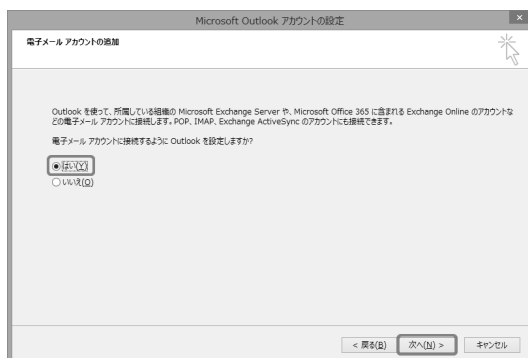 Microsoft Outlook アカウントの設定
電子メール アカウントの追加
Outlook を使って、所属している組織の Microsoft Exchange Server や、Microsoft Office 365 に含まれる Exchange Online のアカウントな
どの電子メール アカウントに接続します。POP、IMAP、Exchange ActiveSync のアカウントにも接続できます。
電子メール アカウントに接続するように Outlook を設定しますか?
はい(Y)
いいえ(O)
< 戻る(B) 次へ(N) > キャンセル